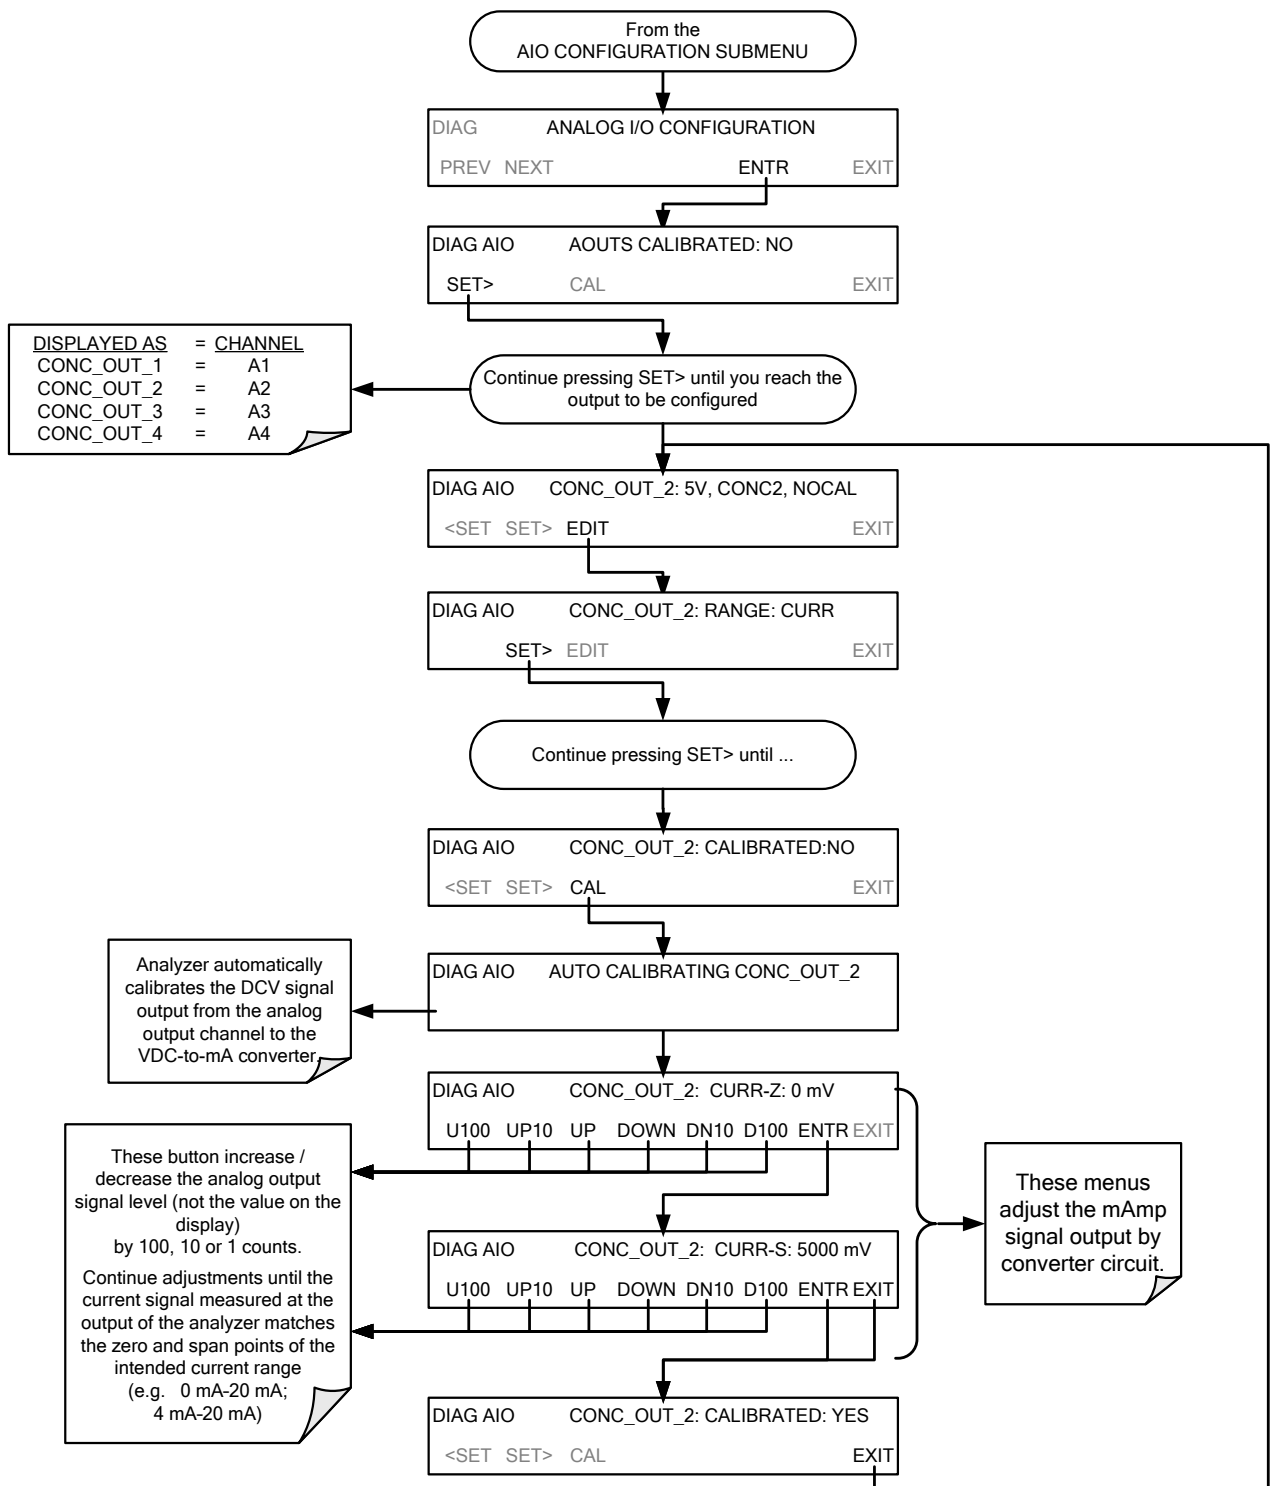 From the
AIO CONFIGURATION SUBMENU
DIAG ANALOG I/O CONFIGURATION
PREV NEXT ENTR EXIT
DIAG AIO AOUTS CALIBRATED: NO
SET> CAL EXIT
DISPLAYED AS = CHANNEL
CONC_OUT_1 = A1
CONC_OUT_2 = A2
CONC_OUT_3 = A3
CONC_OUT_4 = A4
Continue pressing SET> until you reach the
output to be configured
DIAG AIO CONC_OUT_2: 5V, CONC2, NOCAL
<SET SET> EDIT EXIT
DIAG AIO CONC_OUT_2: RANGE: CURR
SET> EDIT EXIT
Continue pressing SET> until ...
DIAG AIO CONC_OUT_2: CALIBRATED:NO
<SET SET> CAL EXIT
Analyzer automatically
calibrates the DCV signal
output from the analog
output channel to the
VDC-to-mA converter.
DIAG AIO AUTO CALIBRATING CONC_OUT_2
DIAG AIO CONC_OUT_2: CURR-Z: 0 mV
U100 UP10 UP DOWN DN10 D100 ENTR EXIT
These button increase /
decrease the analog output
signal level (not the value on the
display)
by 100, 10 or 1 counts.
Continue adjustments until the
current signal measured at the
output of the analyzer matches
the zero and span points of the
intended current range
(e.g. 0 mA-20 mA;
4 mA-20 mA)
These menus
adjust the mAmp
signal output by
converter circuit.
DIAG AIO CONC_OUT_2: CURR-S: 5000 mV
U100 UP10 UP DOWN DN10 D100 ENTR EXIT
DIAG AIO CONC_OUT_2: CALIBRATED: YES
<SET SET> CAL EXIT